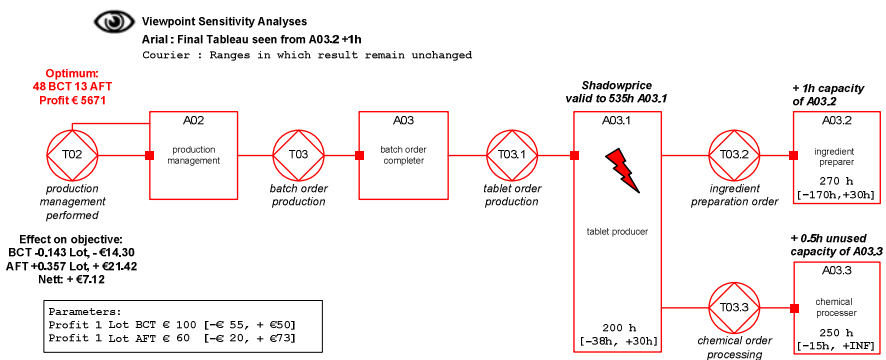 Viewpoint Sensitivity Analyses
Arial : Final Tableau seen from A03.2 +1h
Courier : Ranges in which result remain unchanged
Optimum:
48 BCT 13 AFT
Profit € 5671
Shadowprice
valid to 535h A03.1
+ 1h capacity
of A03.2
A02
production
management
A03
batch order
completer
A03.1
tablet producer
200 h
[-38h, +30h]
A03.2
ingredient
preparer
270 h
[-170h,+30h]
T02
production
management
performed
T03
batch order
production
T03.1
tablet order
production
T03.2
ingredient
preparation order
Effect on objective:
BCT -0.143 Lot, - €14.30
AFT +0.357 Lot, + €21.42
Nett: + €7.12
+ 0.5h unused
capacity of A03.3
A03.3
chemical
processer
250 h
[-15h, +INF]
T03.3
chemical order
processing
Parameters:
Profit 1 Lot BCT € 100 [-€ 55, + €50]
Profit 1 Lot AFT € 60 [-€ 20, + €73]